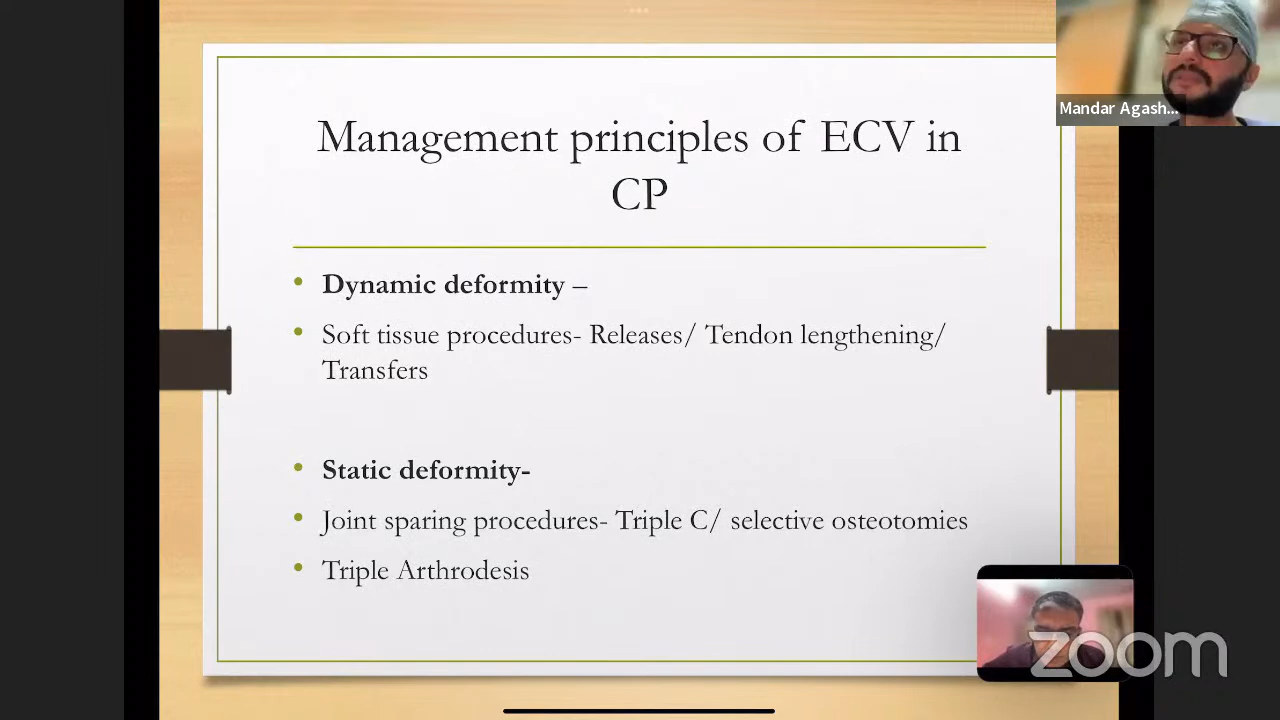 Management principles of ECV in
CP
• Dynamic deformity –
• Soft tissue procedures- Releases/ Tendon lengthening/
Transfers
• Static deformity-
• Joint sparing procedures- Triple C/ selective osteotomies
• Triple Arthrodesis
Mandar Agash...
zoom